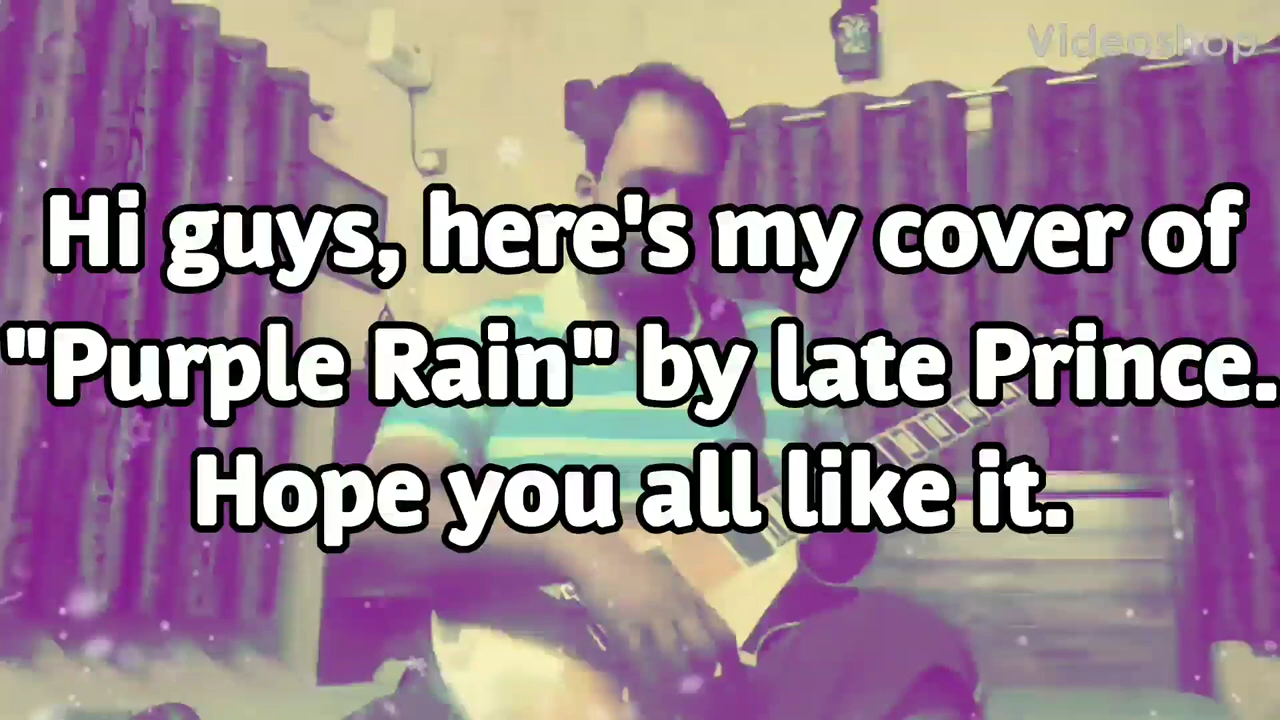 Videoshop
Hi guys, here's my cover of
"Purple Rain" by late Prince.
Hope you all like it.